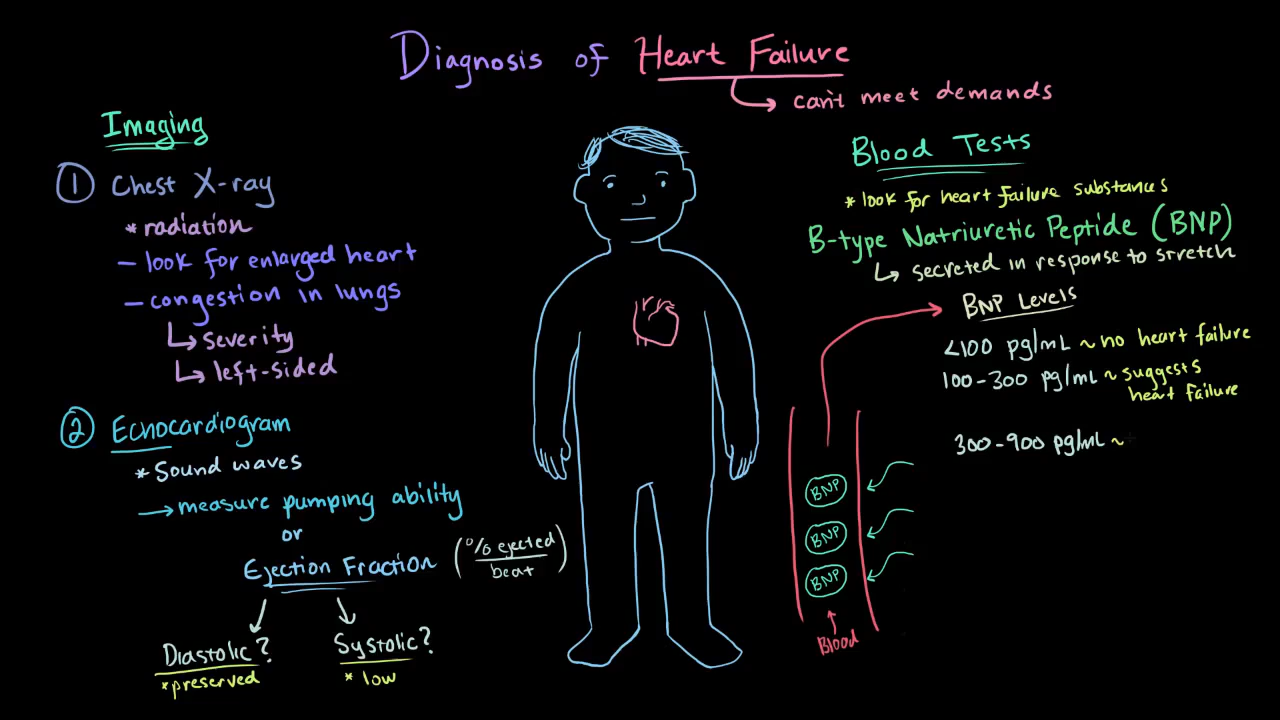 Diagnosis of Heart Failure
can't meet demands
Imaging
① Chest X-ray
* radiation
- look for enlarged heart
- congestion in lungs
severity
left-sided
② Echocardiogram
* Sound waves
→ measure pumping ability
or
Ejection Fraction (% ejected / beat)
Diastolic?
* preserved
Systolic?
* low
Blood Tests
* look for heart failure substances
B-type Natriuretic Peptide (BNP)
secreted in response to stretch
BNP Levels
<100 pg/mL ~ no heart failure
100-300 pg/mL ~ suggests
heart failure
300-900 pg/mL ~
BNP
BNP
BNP
Blood